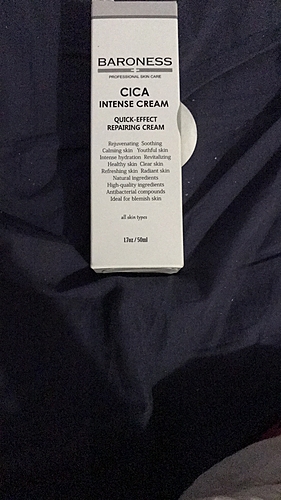 BARONESS
PROFESSIONAL SKIN CARE
CICA
INTENSE CREAM
QUICK-EFFECT
REPAIRING CREAM
Rejuvenating Soothing
Calming skin Youthful skin
Intense hydration Revitalizing
Healthy skin Clear skin
Refreshing skin Radiant skin
Natural ingredients
High-quality ingredients
Antibacterial compounds
Ideal for blemish skin
all skin types
1.7oz / 50ml